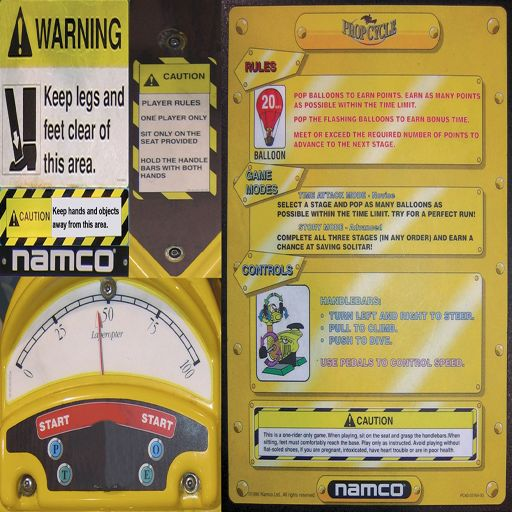 WARNING
Keep legs and
feet clear of
this area.
CAUTION
Keep hands and objects
away from this area.
namco
CAUTION
PLAYER RULES
ONE PLAYER ONLY
SIT ONLY ON THE
SEAT PROVIDED
HOLD THE HANDLE
BARS WITH BOTH
HANDS
0
25
50
75
100
Lapicopter
START
START
P
O
T
E
PROP CYCLE
RULES
20
BALLOON
POP BALLOONS TO EARN POINTS. EARN AS MANY POINTS
AS POSSIBLE WITHIN THE TIME LIMIT.
POP THE FLASHING BALLOONS TO EARN BONUS TIME.
MEET OR EXCEED THE REQUIRED NUMBER OF POINTS TO
ADVANCE TO THE NEXT STAGE.
GAME
MODES
TIME ATTACK MODE - Novice
SELECT A STAGE AND POP AS MANY BALLOONS AS
POSSIBLE WITHIN THE TIME LIMIT. TRY FOR A PERFECT RUN!
STORY MODE - Advanced
COMPLETE ALL THREE STAGES (IN ANY ORDER) AND EARN A
CHANCE AT SAVING SOLITAR!
CONTROLS
HANDLEBARS:
• TURN LEFT AND RIGHT TO STEER.
• PULL TO CLIMB.
• PUSH TO DIVE.
USE PEDALS TO CONTROL SPEED.
CAUTION
This is a one-rider only game. When playing, sit on the seat and grasp the handlebars. When
sitting, feet must comfortably reach the base. Play only as instructed. Avoid playing without
flat-soled shoes, if you are pregnant, intoxicated, have heart trouble or are in poor health.
©1996 Namco Ltd., All rights reserved
namco